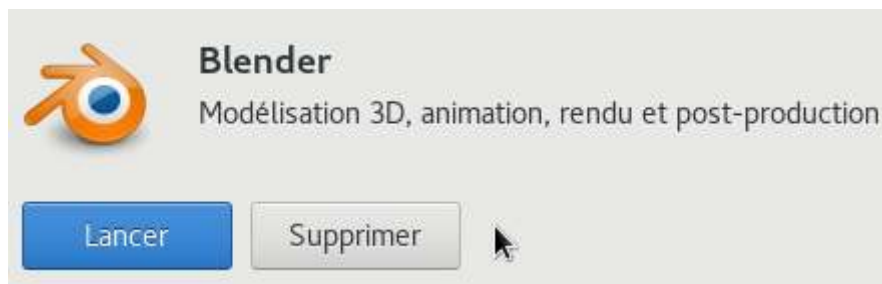 Blender
Modélisation 3D, animation, rendu et post-production
Lancer
Supprimer